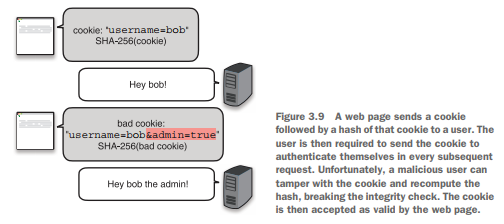 cookie: "username=bob"
SHA-256(cookie)
Hey bob!
bad cookie:
"username=bob&admin=true"
SHA-256(bad cookie)
Hey bob the admin!
Figure 3.9 A web page sends a cookie
followed by a hash of that cookie to a user. The
user is then required to send the cookie to
authenticate themselves in every subsequent
request. Unfortunately, a malicious user can
tamper with the cookie and recompute the
hash, breaking the integrity check. The cookie
is then accepted as valid by the web page.